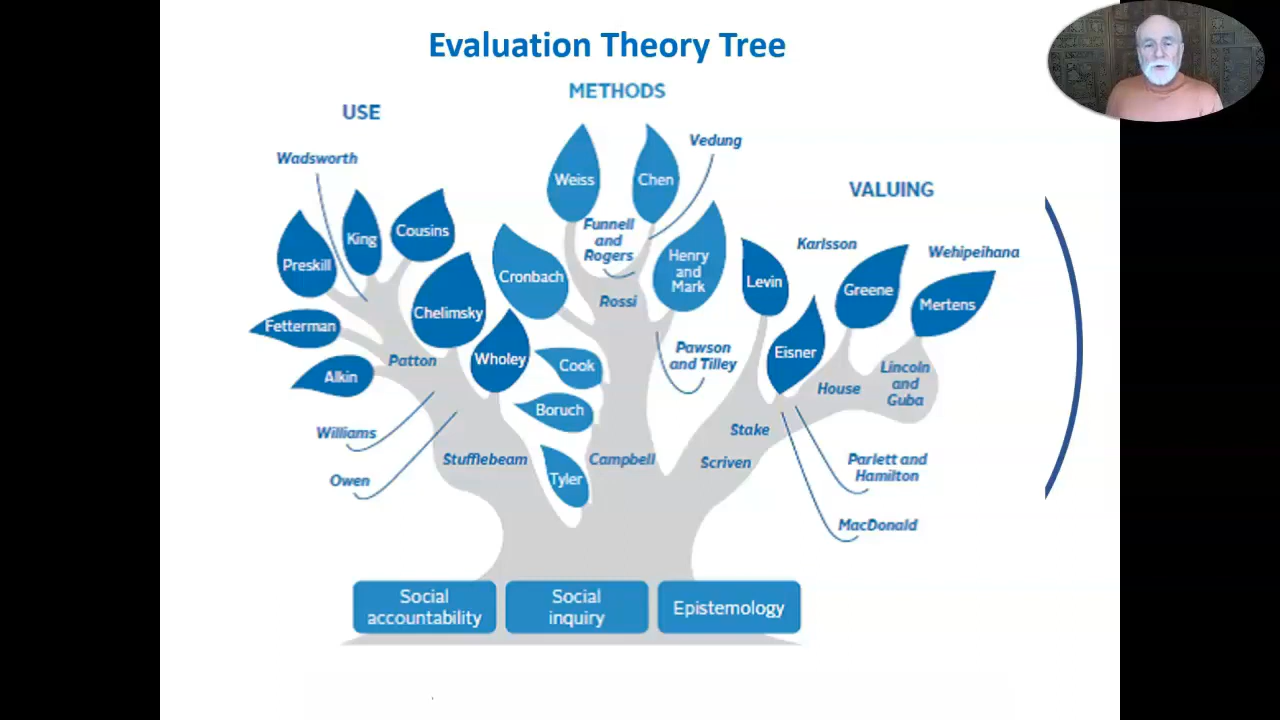 Evaluation Theory Tree
METHODS
USE
VALUING
Wadsworth
Vedung
Weiss
Chen
King
Cousins
Preskill
Funnell
and
Rogers
Karlsson
Wehipeihana
Cronbach
Henry
and
Mark
Levin
Greene
Mertens
Rossi
Chelimsky
Fetterman
Patton
Wholey
Cook
Pawson
and Tilley
Eisner
Alkin
House
Lincoln
and
Guba
Boruch
Williams
Stake
Owen
Stufflebeam
Tyler
Campbell
Scriven
Parlett and
Hamilton
MacDonald
Social
accountability
Social
inquiry
Epistemology